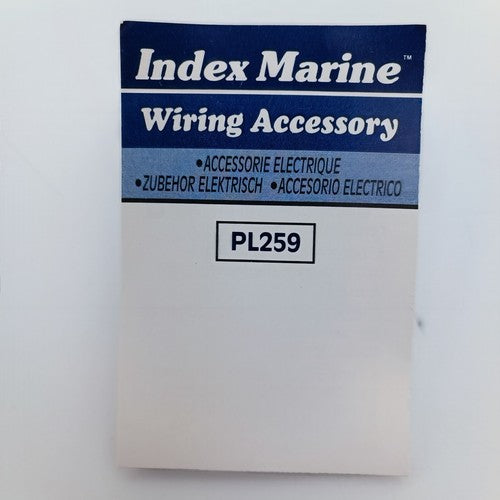 Index Marine™
Wiring Accessory
•ACCESSORIE ELECTRIQUE
•ZUBEHOR ELEKTRISCH •ACCESORIO ELECTRICO
PL259